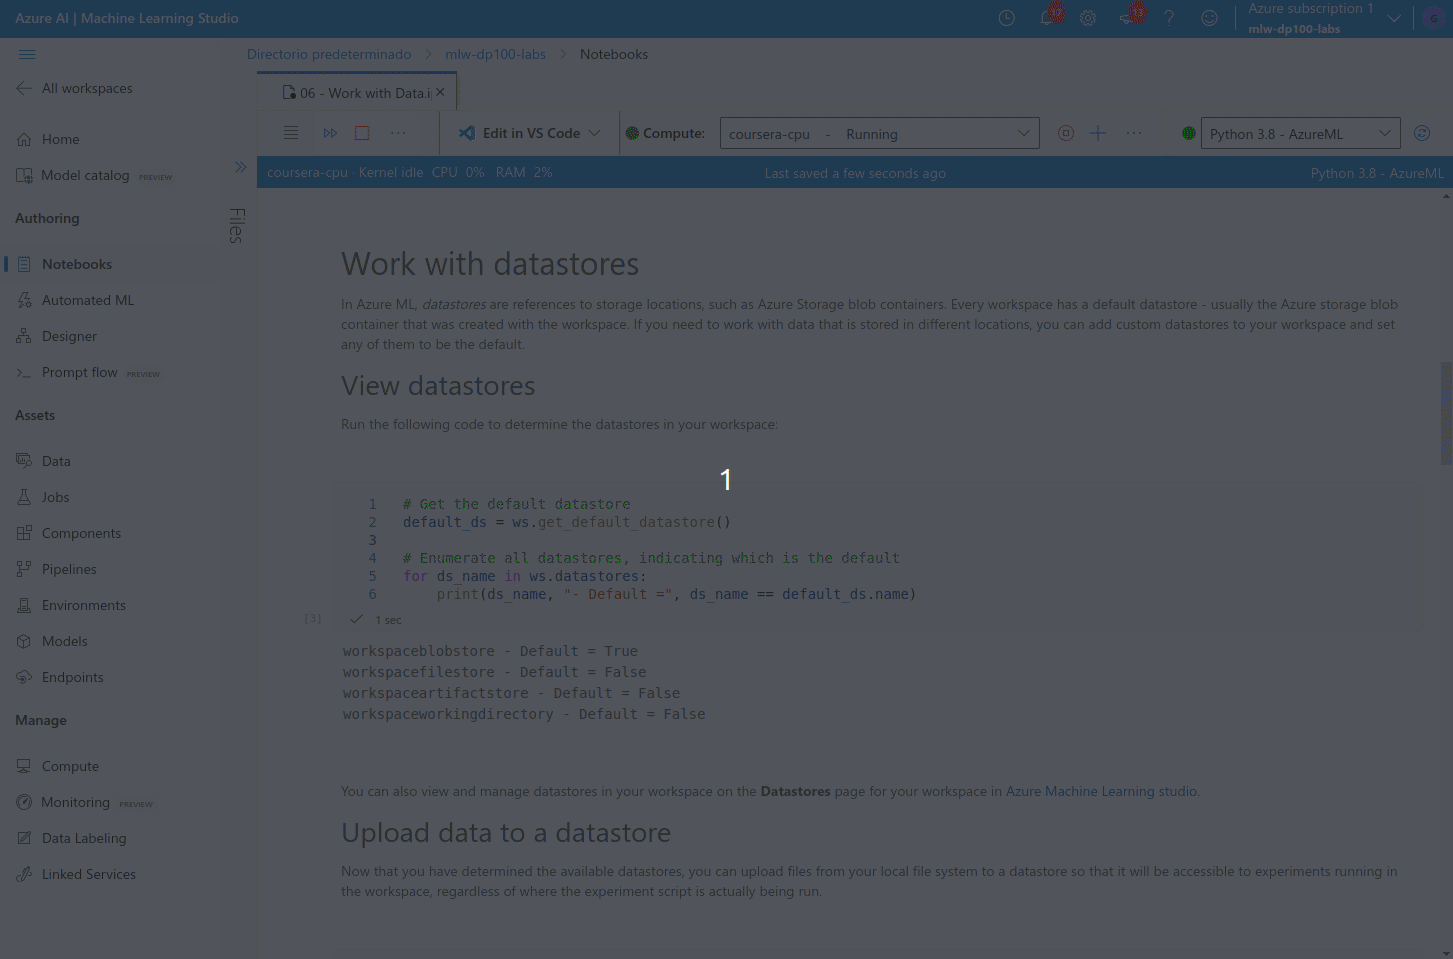 Azure AI | Machine Learning Studio
17
13
Azure subscription 1
mlw-dp100-labs
G
Directorio predeterminado > mlw-dp100-labs > Notebooks
All workspaces
Home
Model catalog PREVIEW
Authoring
Notebooks
Automated ML
Designer
Prompt flow PREVIEW
Assets
Data
Jobs
Components
Pipelines
Environments
Models
Endpoints
Manage
Compute
Monitoring PREVIEW
Data Labeling
Linked Services
Files
06 - Work with Data.i
Edit in VS Code
Compute:
coursera-cpu - Running
Python 3.8 - AzureML
coursera-cpu · Kernel idle CPU 0% RAM 2%
Last saved a few seconds ago
Python 3.8 - AzureML
Work with datastores
In Azure ML, datastores are references to storage locations, such as Azure Storage blob containers. Every workspace has a default datastore - usually the Azure storage blob
container that was created with the workspace. If you need to work with data that is stored in different locations, you can add custom datastores to your workspace and set
any of them to be the default.
View datastores
Run the following code to determine the datastores in your workspace:
1
1 # Get the default datastore
2 default_ds = ws.get_default_datastore()
3
4 # Enumerate all datastores, indicating which is the default
5 for ds_name in ws.datastores:
6 print(ds_name, "- Default =", ds_name == default_ds.name)
[3]
1 sec
workspaceblobstore - Default = True
workspacefilestore - Default = False
workspaceartifactstore - Default = False
workspaceworkingdirectory - Default = False
You can also view and manage datastores in your workspace on the Datastores page for your workspace in Azure Machine Learning studio.
Upload data to a datastore
Now that you have determined the available datastores, you can upload files from your local file system to a datastore so that it will be accessible to experiments running in
the workspace, regardless of where the experiment script is actually being run.